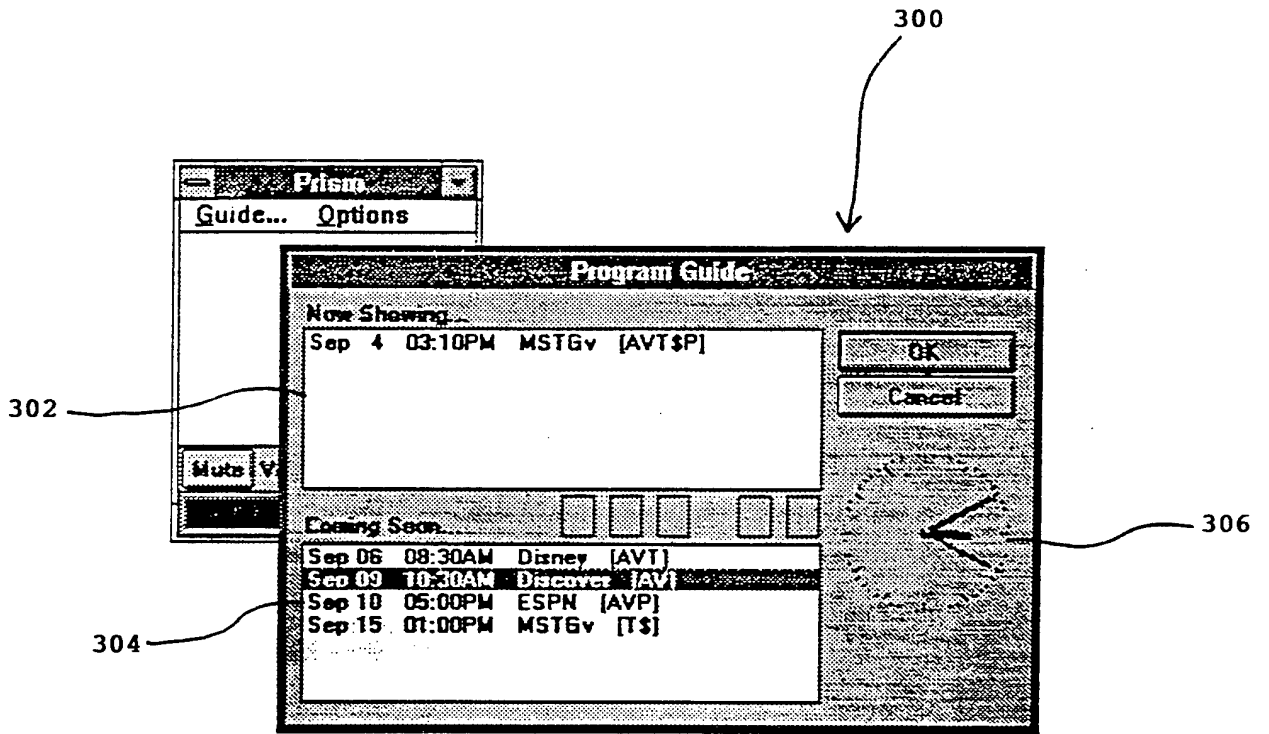 300
Prism
Guide... Options
Program Guide
Now Showing...
Sep 4 03:10PM MSTGv [AVT$P]
OK
Cancel
302
Mute
306
Coming Soon...
Sep 06 08:30AM Disney [AVT]
Sep 09 10:30AM Discover [AV]
Sep 10 05:00PM ESPN [AVP]
Sep 15 01:00PM MSTGv [T$]
304